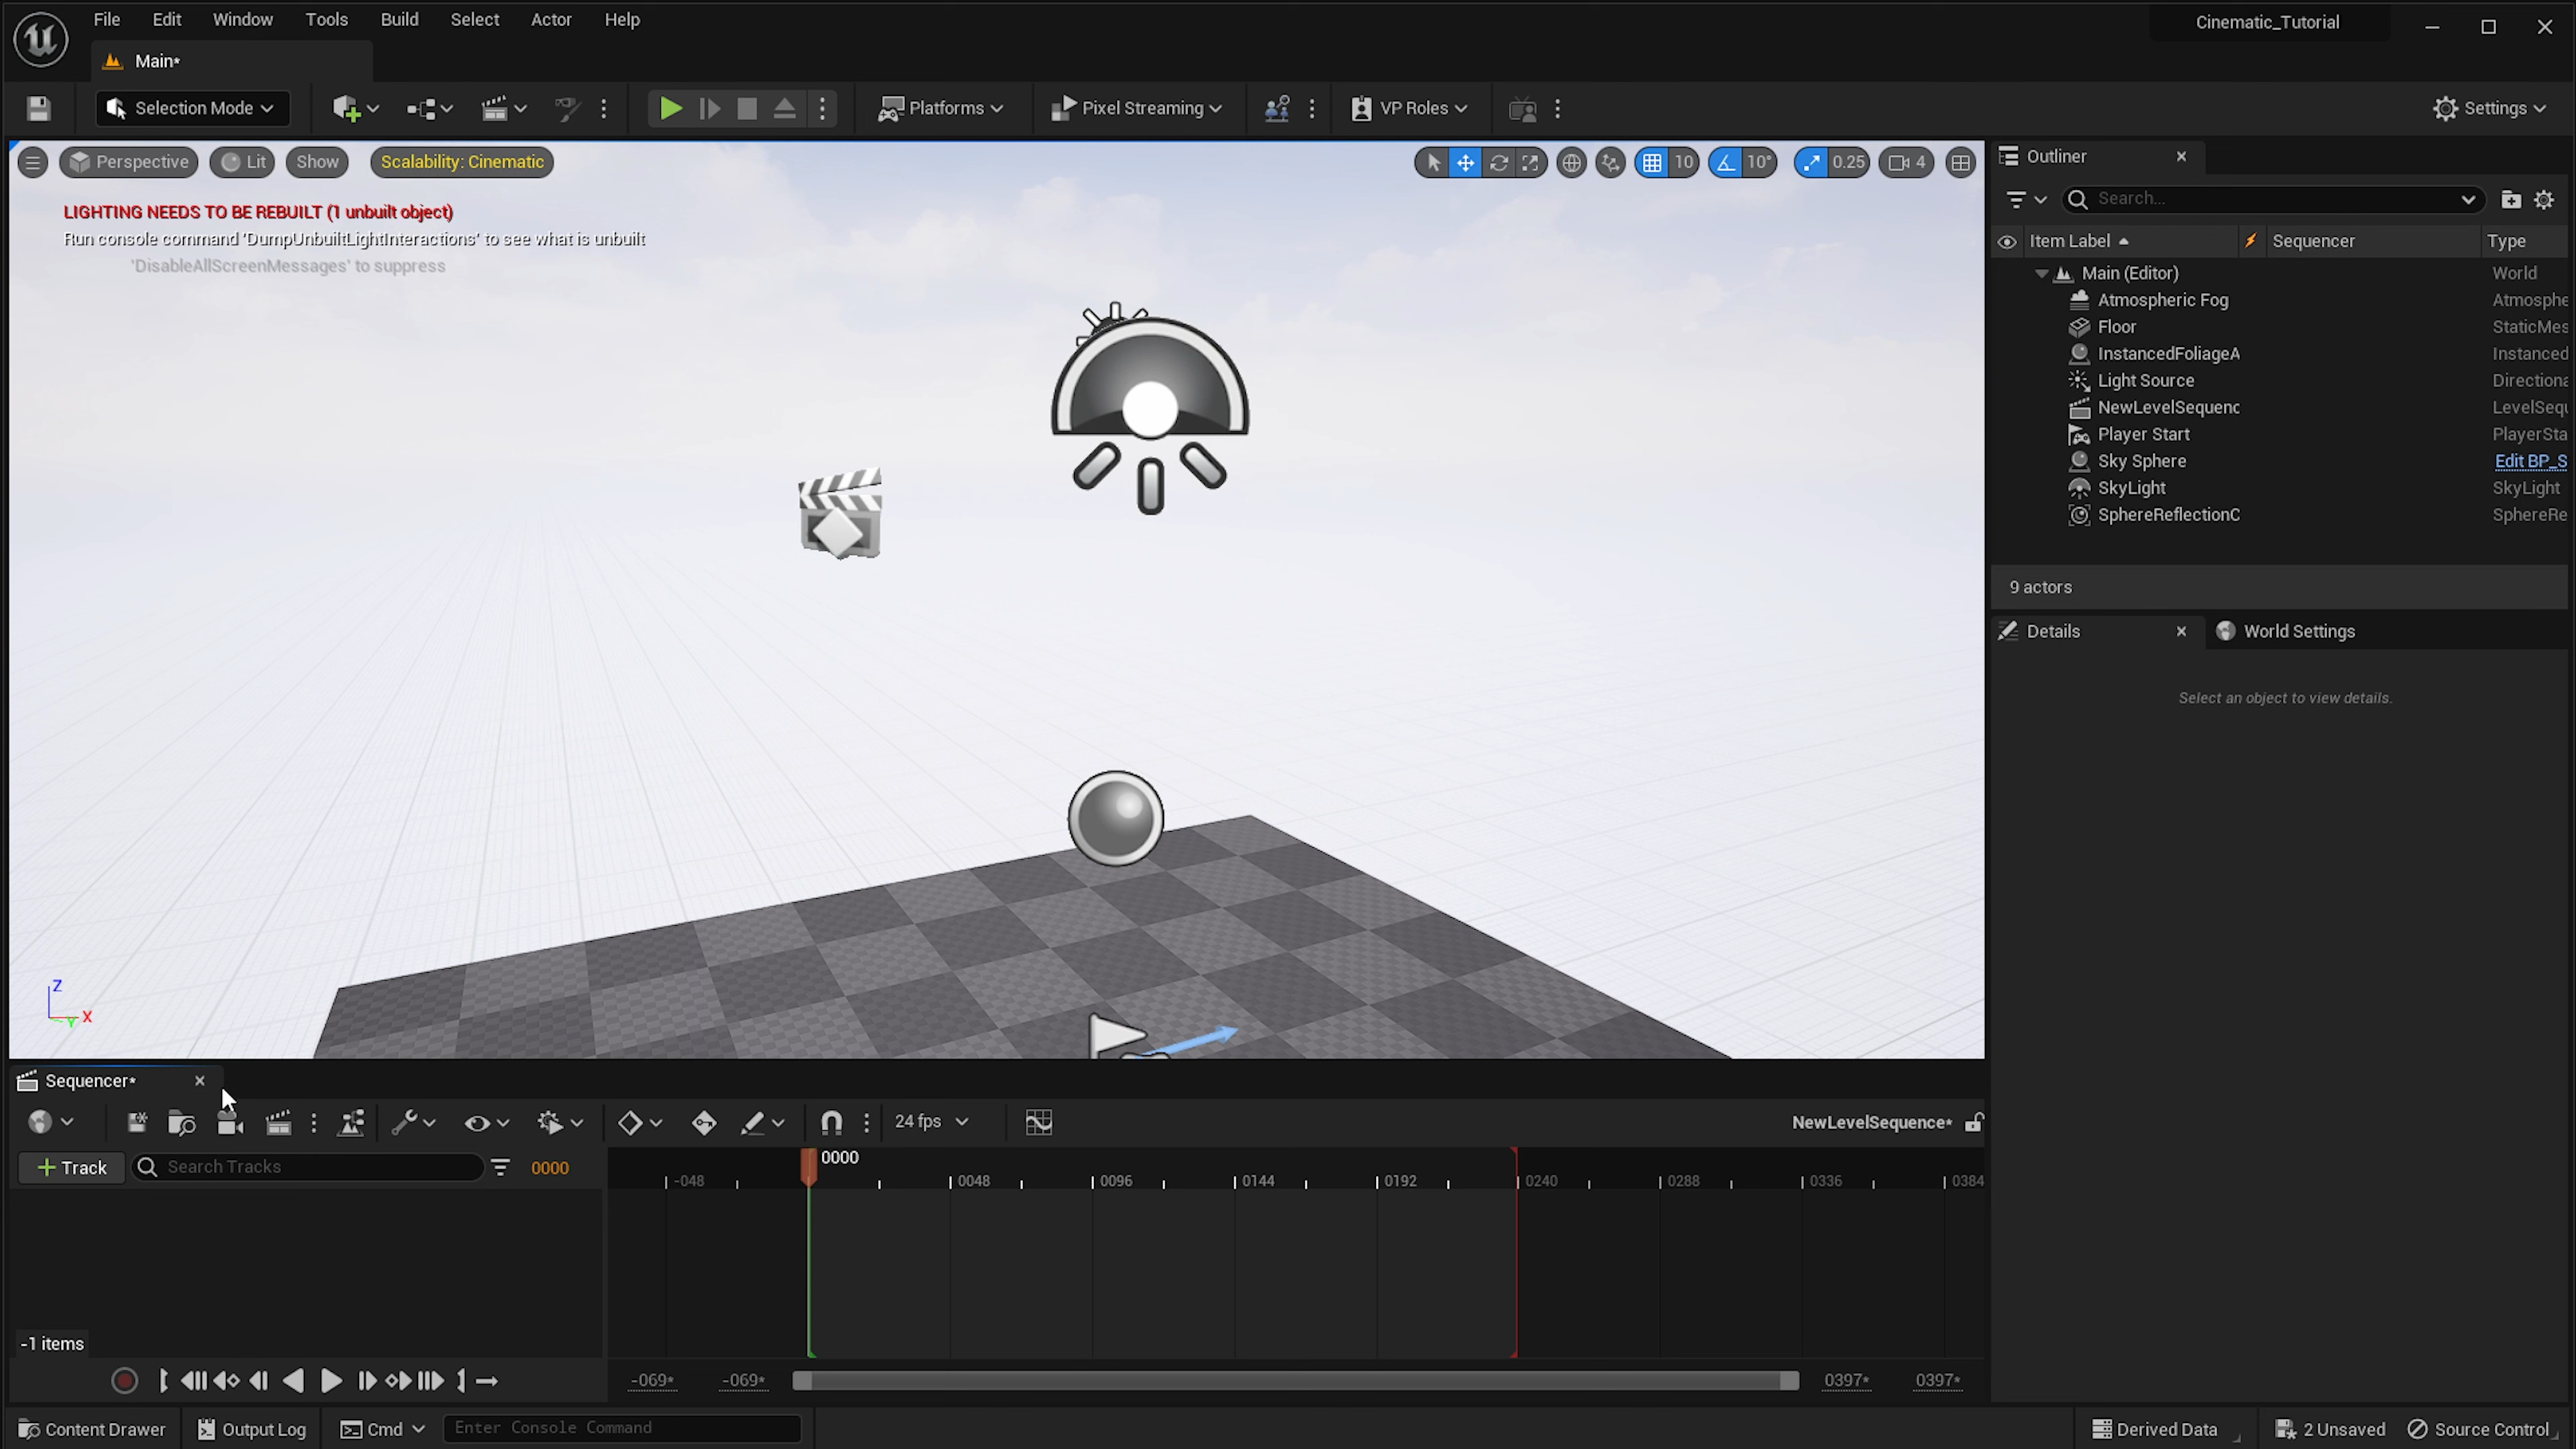 File Edit Window Tools Build Select Actor Help
Cinematic_Tutorial
Main*
Selection Mode
Platforms
Pixel Streaming
VP Roles
Settings
Perspective
Lit
Show
Scalability: Cinematic
10
10°
0.25
4
LIGHTING NEEDS TO BE REBUILT (1 unbuilt object)
Run console command 'DumpUnbuiltLightInteractions' to see what is unbuilt
'DisableAllScreenMessages' to suppress
Z
Y X
Outliner
Search...
Item Label Sequencer Type
Main (Editor) World
Atmospheric Fog Atmosphe
Floor StaticMes
InstancedFoliageA Instanced
Light Source Directiona
NewLevelSequenc LevelSequ
Player Start PlayerSta
Sky Sphere Edit BP_S
SkyLight SkyLight
SphereReflectionC SphereRe
9 actors
Details
World Settings
Select an object to view details.
Sequencer*
24 fps
NewLevelSequence*
Track
Search Tracks
0000
0000
-048 0048 0096 0144 0192 0240 0288 0336 0384
-1 items
-069* -069* 0397* 0397*
Content Drawer
Output Log
Cmd
Enter Console Command
Derived Data
2 Unsaved
Source Control